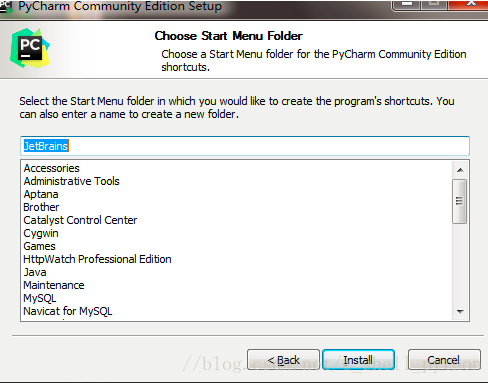 PyCharm Community Edition Setup
PC
Choose Start Menu Folder
Choose a Start Menu folder for the PyCharm Community Edition
shortcuts.
Select the Start Menu folder in which you would like to create the program's shortcuts. You
can also enter a name to create a new folder.
JetBrains
Accessories
Administrative Tools
Aptana
Brother
Catalyst Control Center
Cygwin
Games
HttpWatch Professional Edition
Java
Maintenance
MySQL
Navicat for MySQL
< Back
Install
Cancel